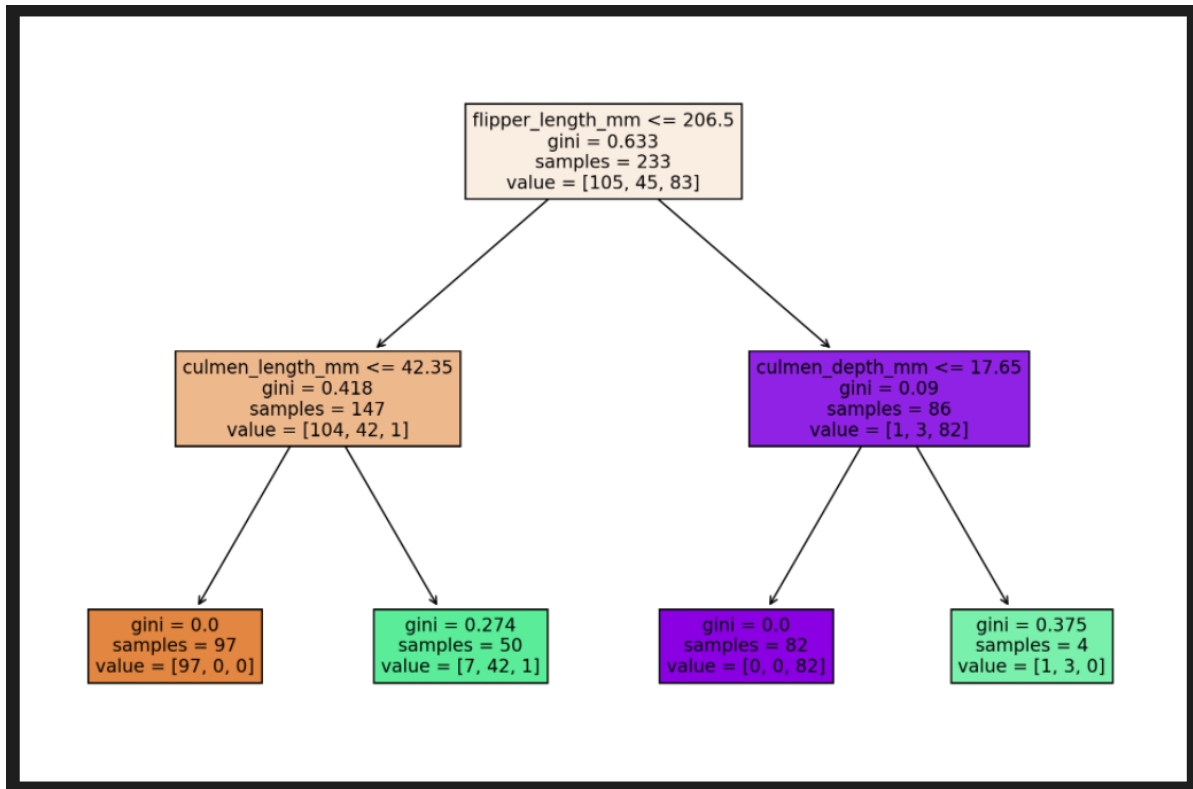 flipper_length_mm <= 206.5
gini = 0.633
samples = 233
value = [105, 45, 83]
culmen_length_mm <= 42.35
gini = 0.418
samples = 147
value = [104, 42, 1]
culmen_depth_mm <= 17.65
gini = 0.09
samples = 86
value = [1, 3, 82]
gini = 0.0
samples = 97
value = [97, 0, 0]
gini = 0.274
samples = 50
value = [7, 42, 1]
gini = 0.0
samples = 82
value = [0, 0, 82]
gini = 0.375
samples = 4
value = [1, 3, 0]